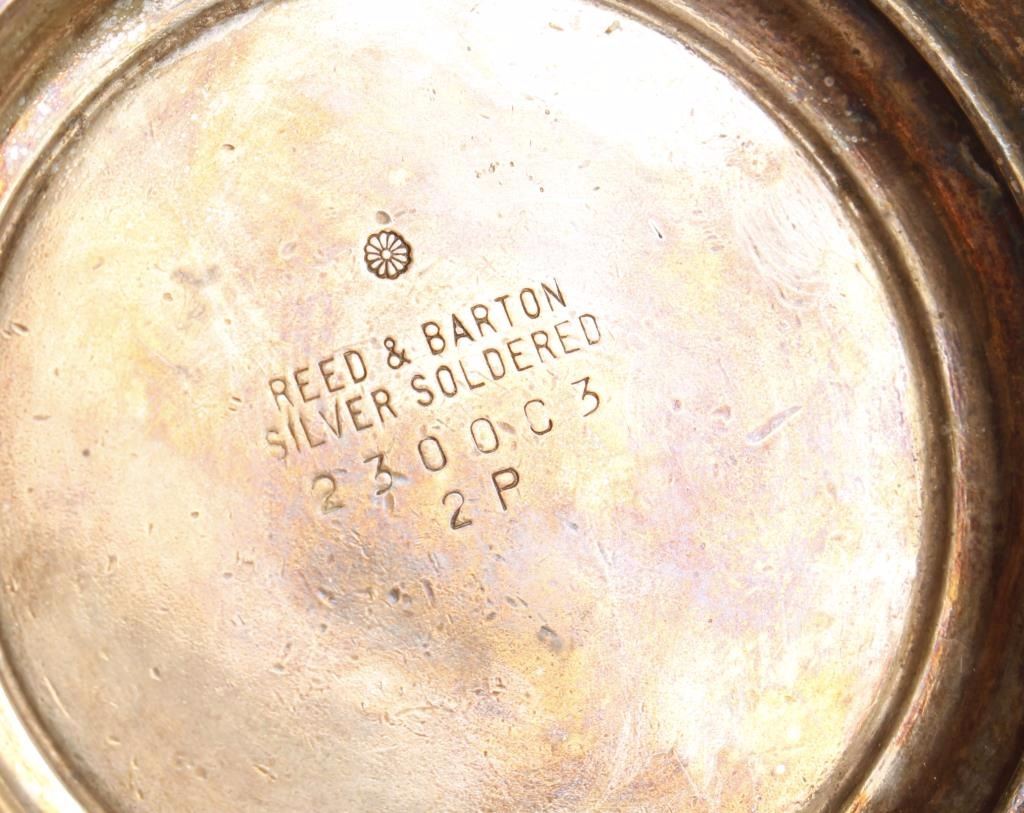 REED & BARTON
SILVER SOLDERED
2300C3
2P